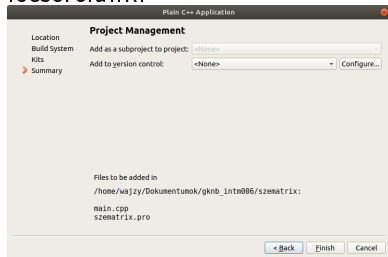 Plain C++ Application
Location
Build System
Kits
Summary
Project Management
Add as a subproject to project: <None>
Add to version control: <None> Configure...
Files to be added in
/home/wajzy/Dokumentumok/gknb_intm006/szematrix:
main.cpp
szematrix.pro
< Back Finish Cancel